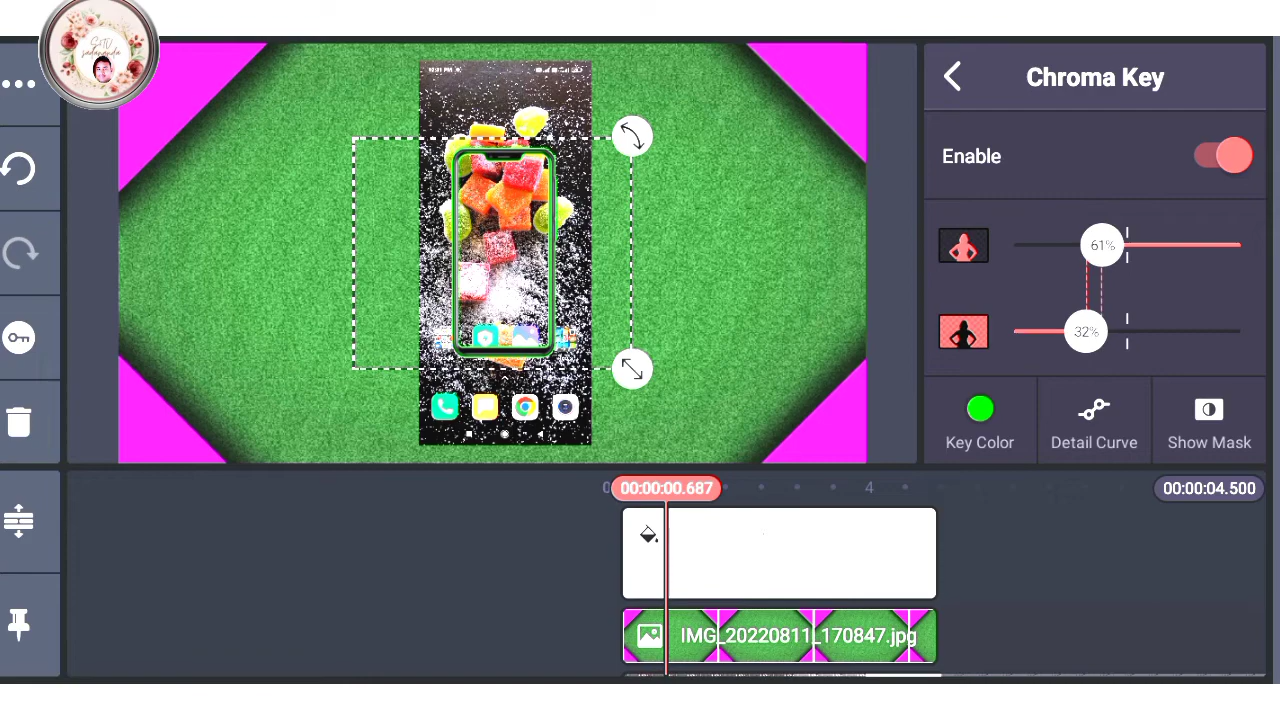 Chroma Key
Enable
61%
32%
Key Color
Detail Curve
Show Mask
00:00:00.687
4
00:00:04.500
IMG_20220811_170847.jpg